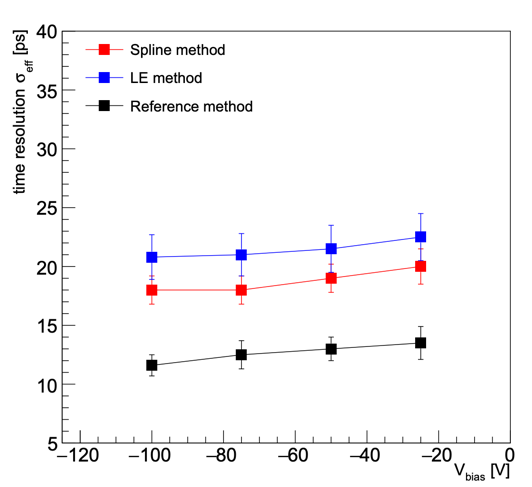 time resolution σeff [ps]
40
35
30
25
20
15
10
5
Spline method
LE method
Reference method
−120 −100 −80 −60 −40 −20 0
Vbias [V]